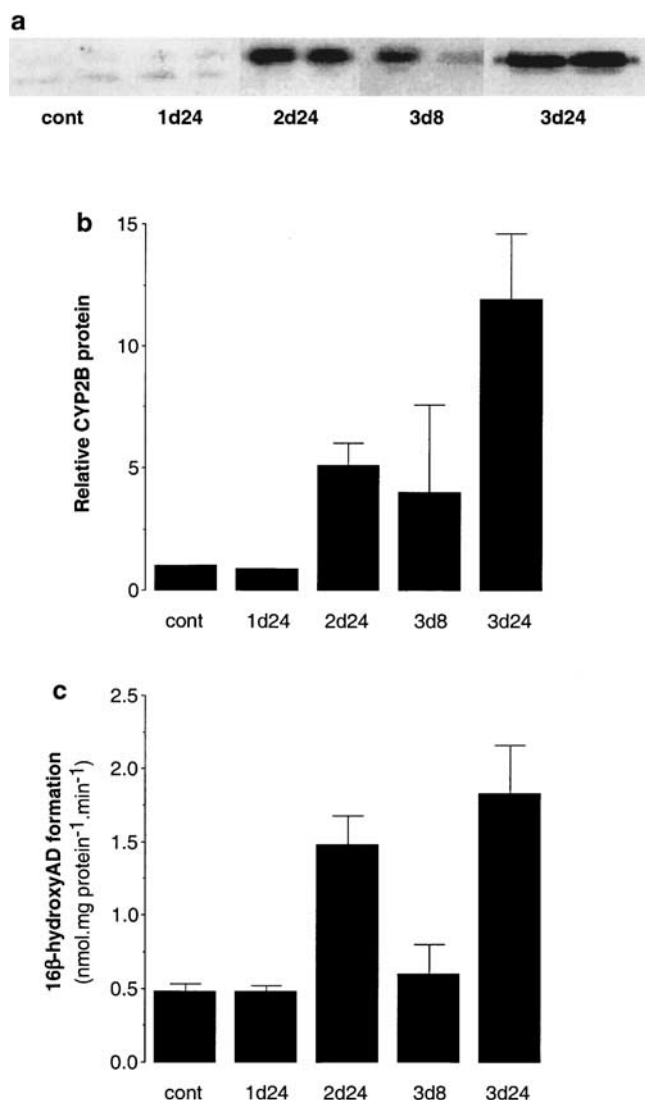 a
cont 1d24 2d24 3d8 3d24
b
Relative CYP2B protein
15
10
5
0
cont 1d24 2d24 3d8 3d24
c
16β-hydroxyAD formation
(nmol.mg protein⁻¹.min⁻¹)
2.5
2.0
1.5
1.0
0.5
0.0
cont 1d24 2d24 3d8 3d24